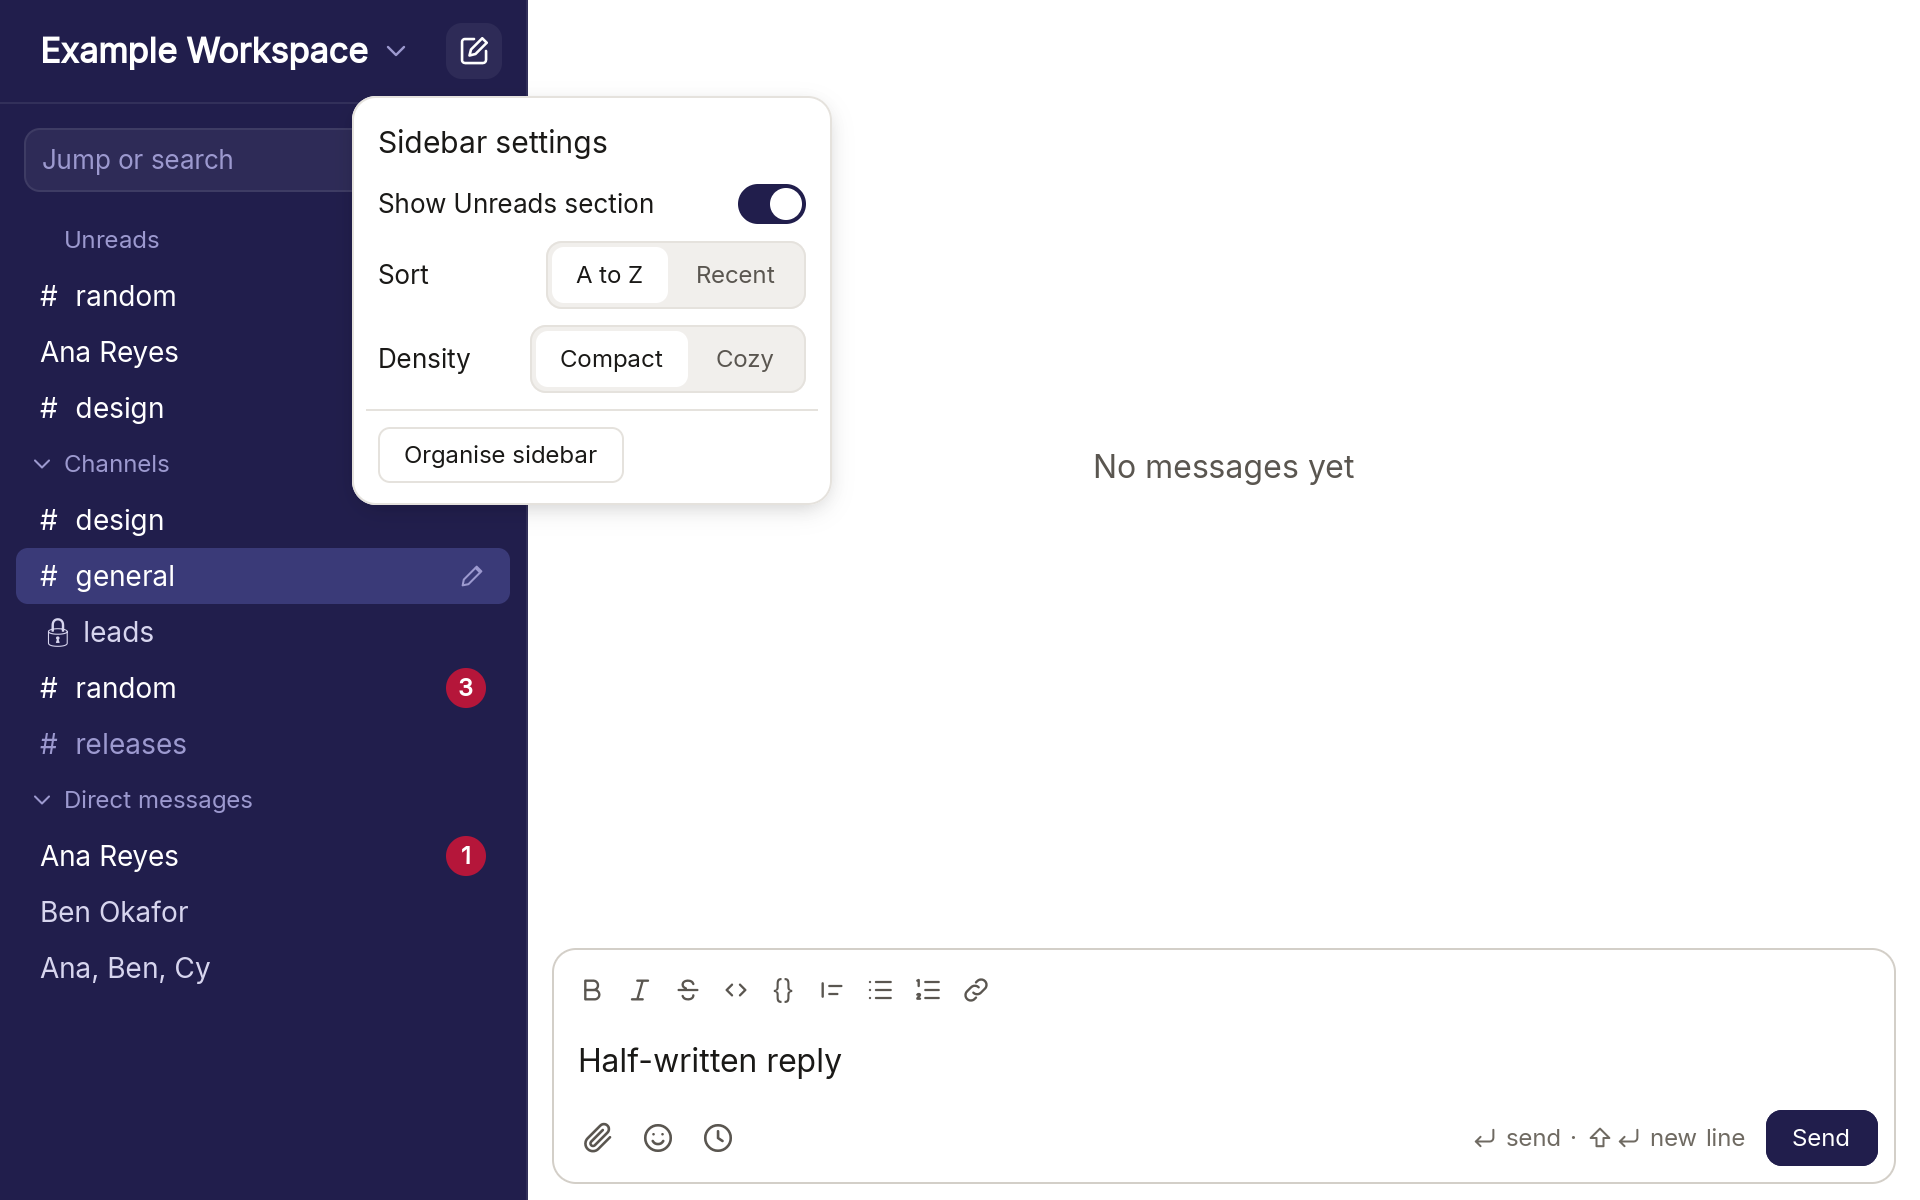 Example Workspace
Jump or search
Unreads
# random
Ana Reyes
# design
Channels
# design
# general
leads
# random 3
# releases
Direct messages
Ana Reyes 1
Ben Okafor
Ana, Ben, Cy
Sidebar settings
Show Unreads section
Sort A to Z Recent
Density Compact Cozy
Organise sidebar
No messages yet
Half-written reply
send · new line Send